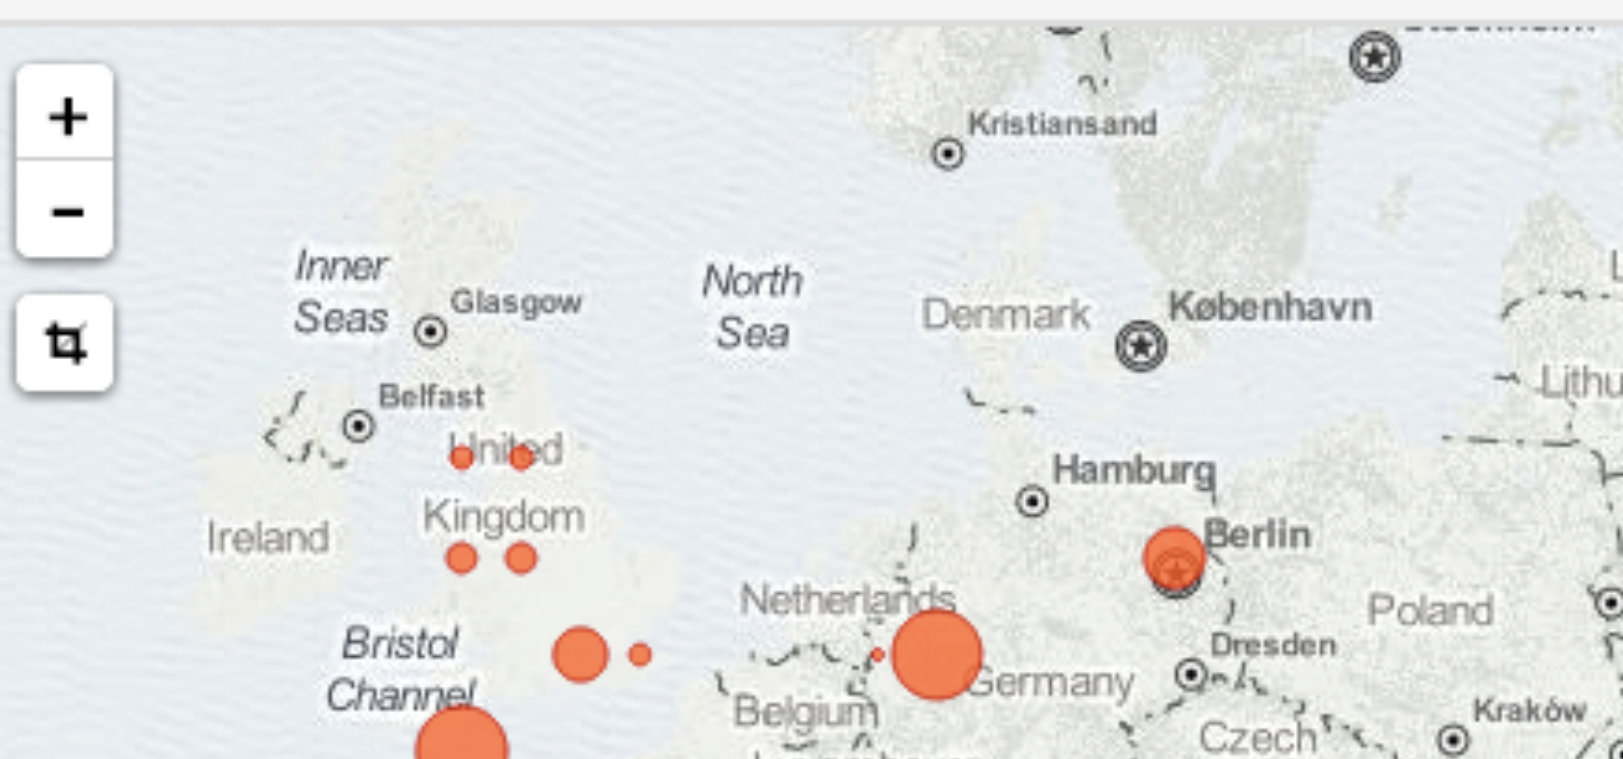 +
−
Kristiansand
Inner
Seas
Glasgow
North
Sea
Denmark
København
Belfast
United
Kingdom
Ireland
Hamburg
Berlin
Netherlands
Poland
Bristol
Channel
Dresden
Germany
Belgium
Kraków
Czech